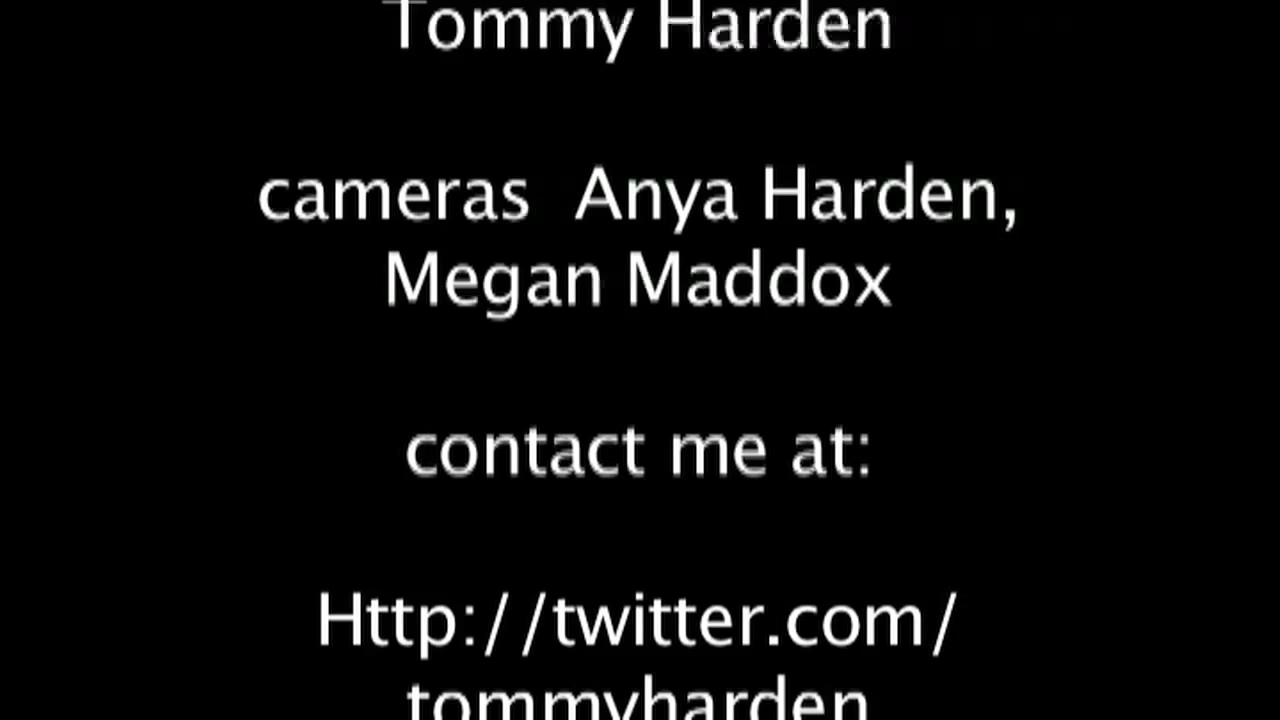 Tommy Harden
cameras  Anya Harden,
Megan Maddox
contact me at:
Http://twitter.com/
tommyharden